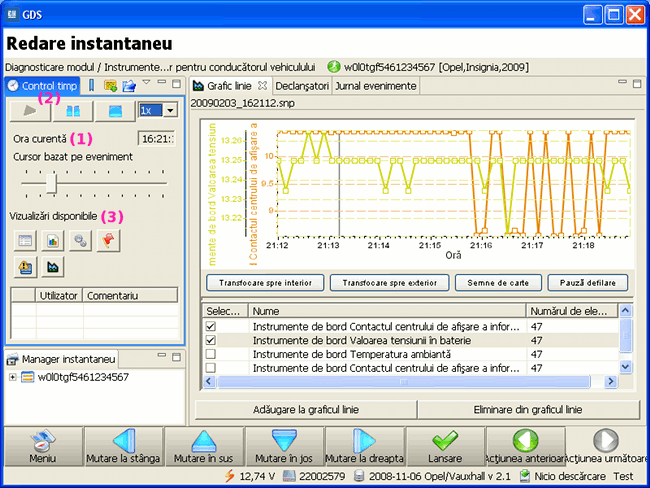 GDS
Redare instantaneu
Diagnosticare modul / Instrumente...r pentru conducătorul vehiculului w0l0tgf5461234567 [Opel,Insignia,2009]
Control timp
(2)
1x
Ora curentă (1) 16:21:
Cursor bazat pe eveniment
Vizualizări disponibile (3)
Utilizator Comentariu
Manager instantaneu
w0l0tgf5461234567
Grafic linie Declanşatori Jurnal evenimente
20090203_162112.snp
mente de bord Valoarea tensiun
13.26
13.25
13.23
13.22
l Contactul centrului de afişare a
10
0.5
0
21:12 21:13 21:14 21:15 21:16 21:17 21:18
Oră
Transfocare spre interior Transfocare spre exterior Semne de carte Pauză defilare
Selec... Nume Numărul de ele...
Instrumente de bord Contactul centrului de afişare a infor... 47
Instrumente de bord Valoarea tensiunii în baterie 47
Instrumente de bord Temperatura ambiantă 47
Instrumente de bord Contactul centrului de afişare a infor... 47
Adăugare la graficul linie Eliminare din graficul linie
Meniu Mutare la stânga Mutare în sus Mutare în jos Mutare la dreapta Lansare Acţiunea anterioar Acţiunea următoare
12,74 V 22002579 2008-11-06 Opel/Vauxhall v 2.1 Nicio descărcare Test